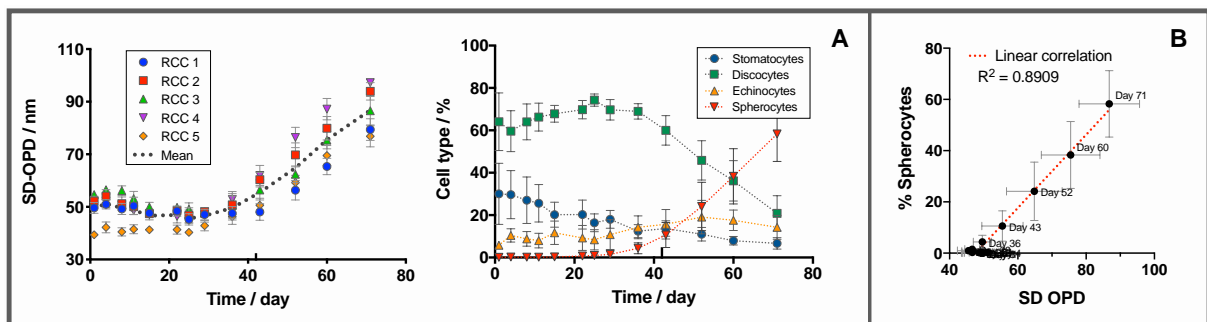 A
SD-OPD / nm
110
90
70
50
30
0
20
40
60
80
Time / day
RCC 1
RCC 2
RCC 3
RCC 4
RCC 5
Mean
Cell type / %
100
80
60
40
20
0
0
20
40
60
80
Time / day
Stomatocytes
Discocytes
Echinocytes
Spherocytes
B
% Spherocytes
80
60
40
20
0
40
60
80
100
SD OPD
Linear correlation
R² = 0.8909
Day 71
Day 60
Day 52
Day 43
Day 36